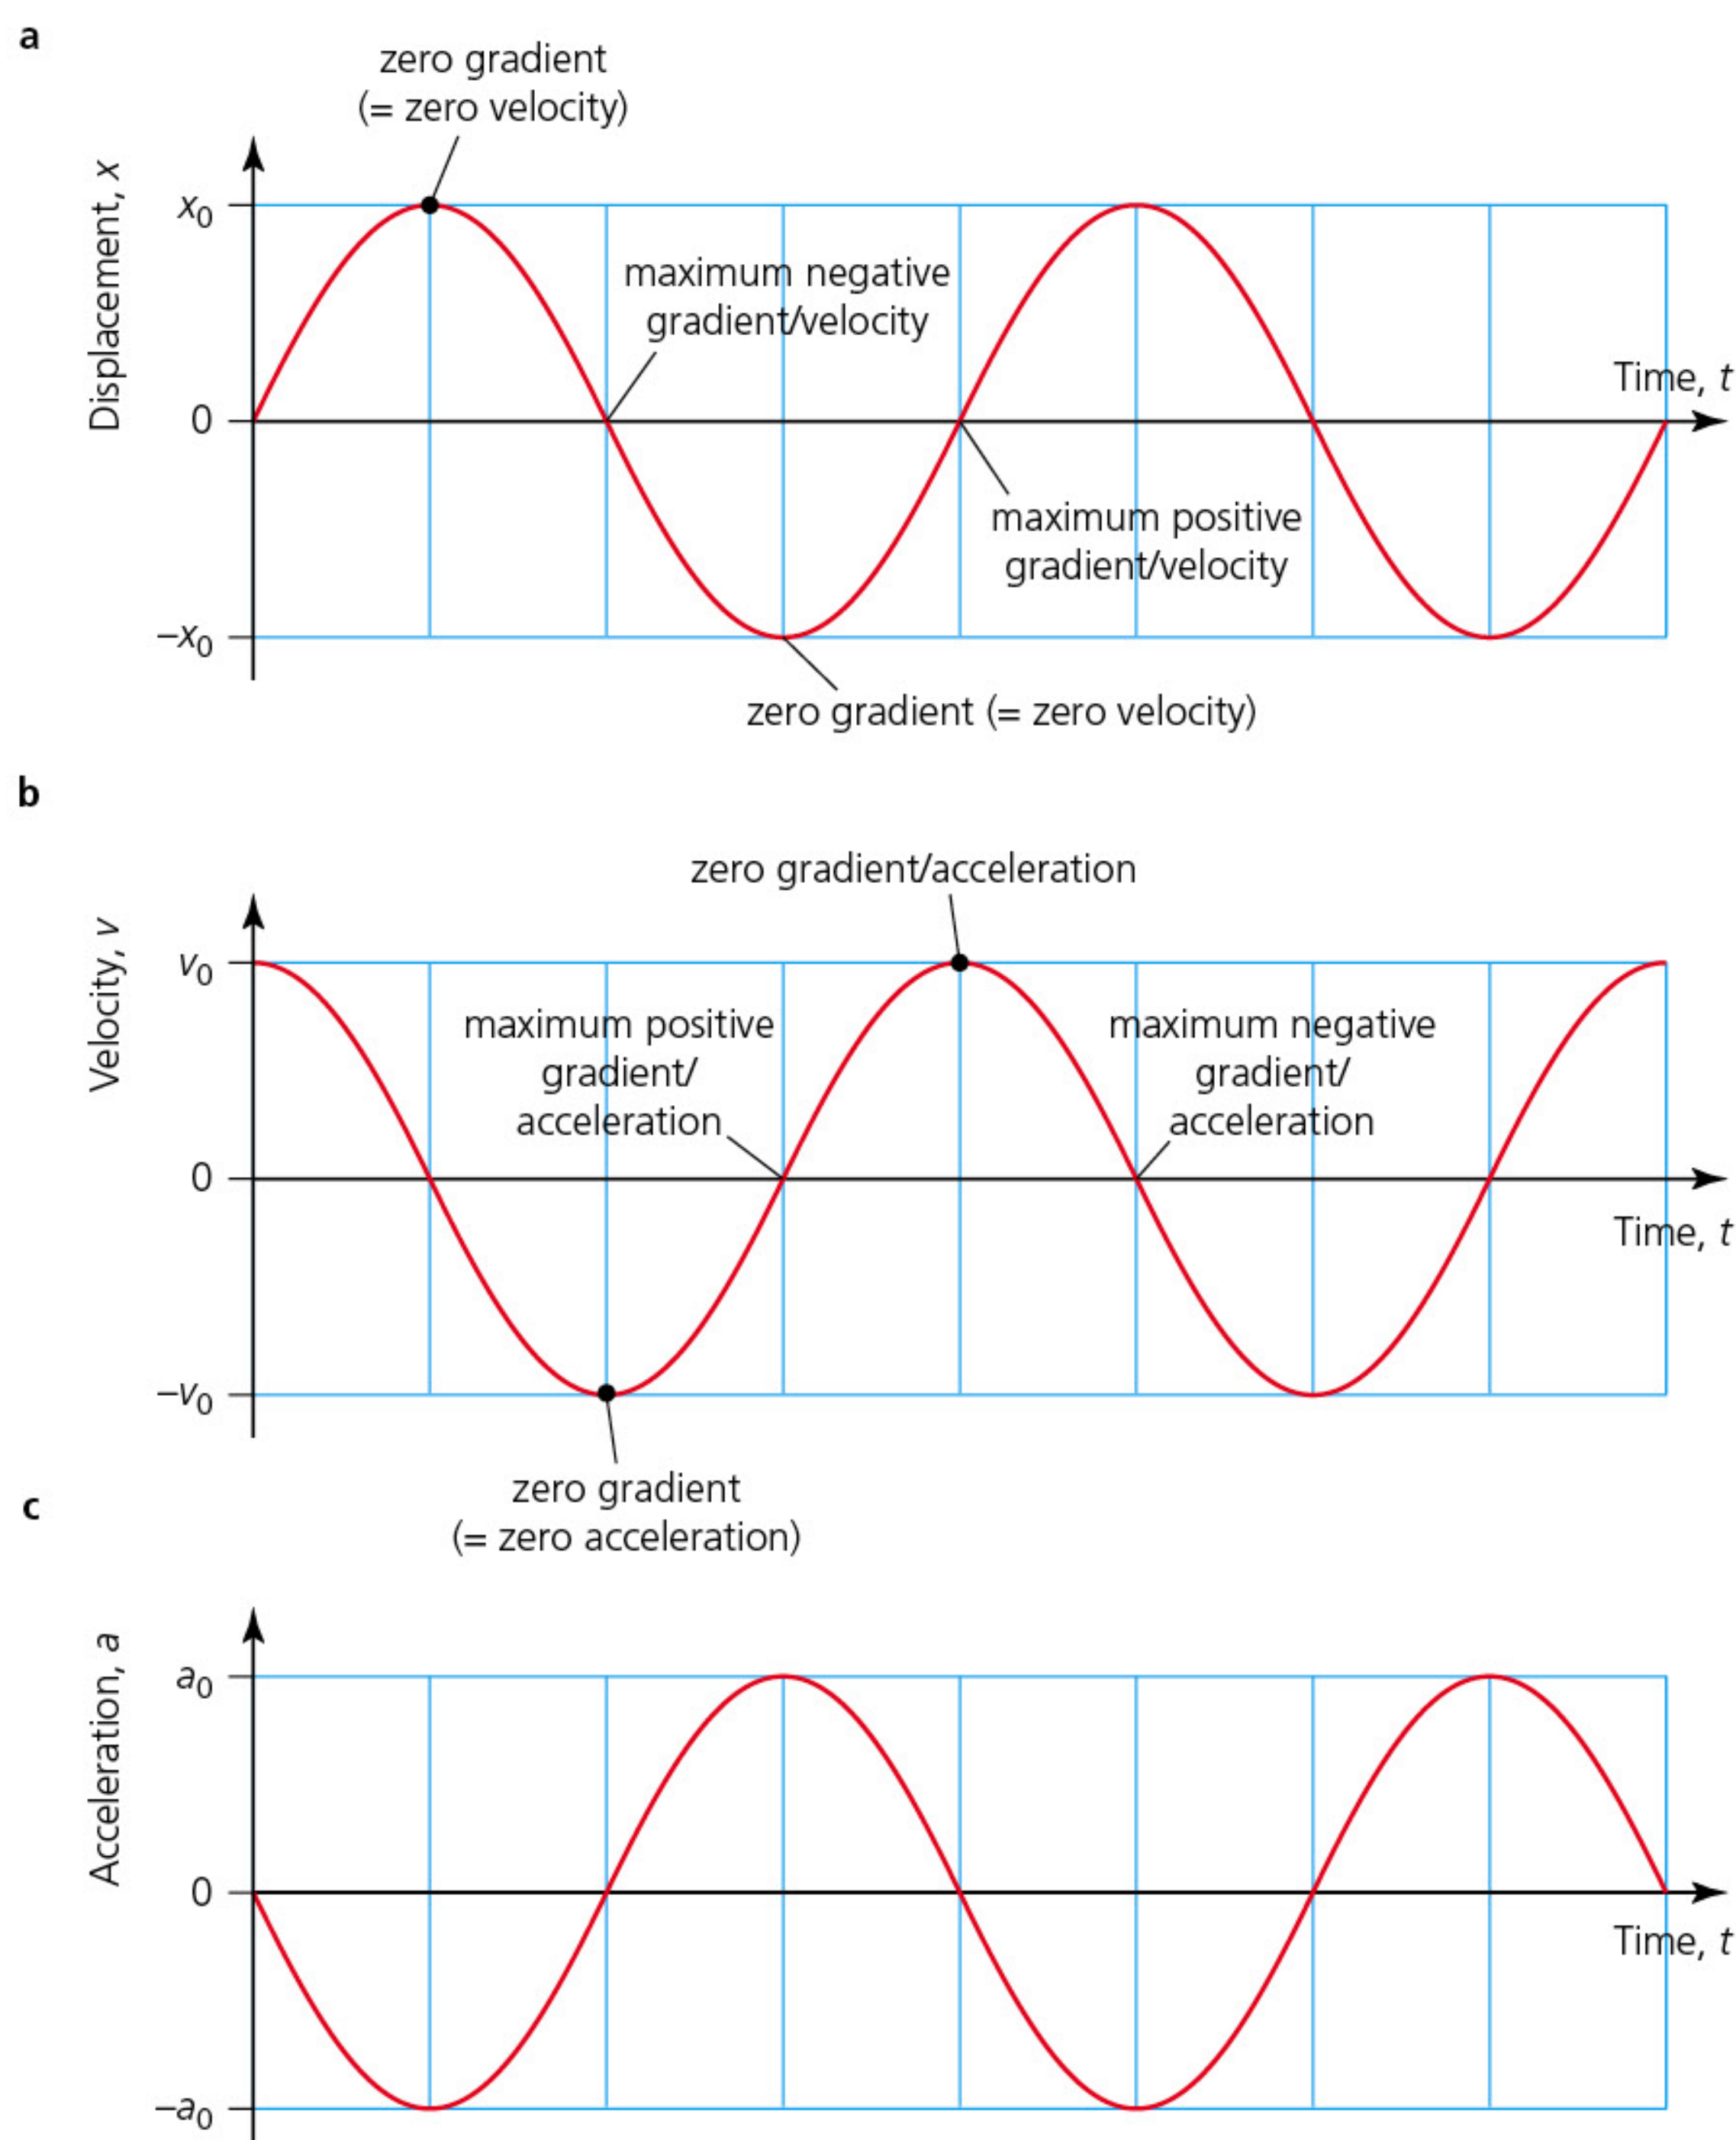 a
zero gradient
(= zero velocity)
Displacement, x
x0
maximum negative
gradient/velocity
Time, t
0
maximum positive
gradient/velocity
–x0
zero gradient (= zero velocity)
b
zero gradient/acceleration
Velocity, v
v0
maximum positive
gradient/
acceleration
maximum negative
gradient/
acceleration
0
Time, t
–v0
zero gradient
(= zero acceleration)
c
Acceleration, a
a0
0
Time, t
–a0